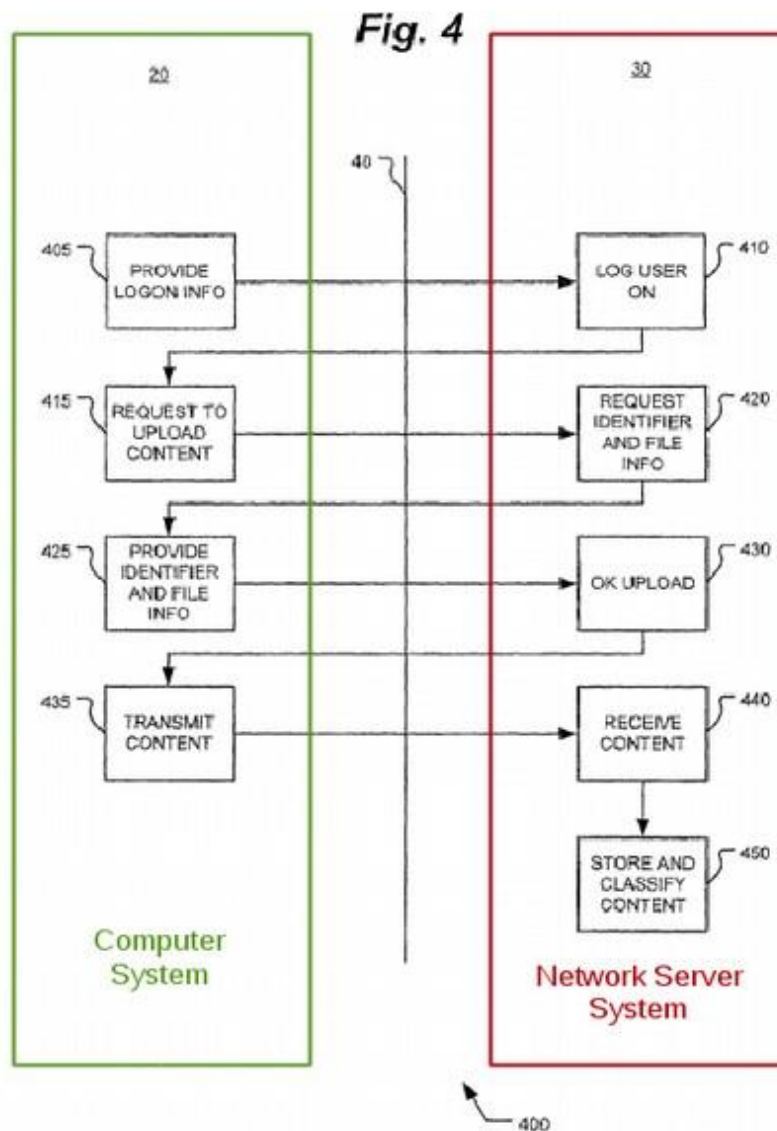 Fig. 4
20
30
40
405
PROVIDE
LOGON INFO
LOG USER
ON
410
415
REQUEST TO
UPLOAD
CONTENT
REQUEST
IDENTIFIER
AND FILE
INFO
420
425
PROVIDE
IDENTIFIER
AND FILE
INFO
OK UPLOAD
430
435
TRANSMIT
CONTENT
RECEIVE
CONTENT
440
STORE AND
CLASSIFY
CONTENT
450
Computer
System
Network Server
System
400